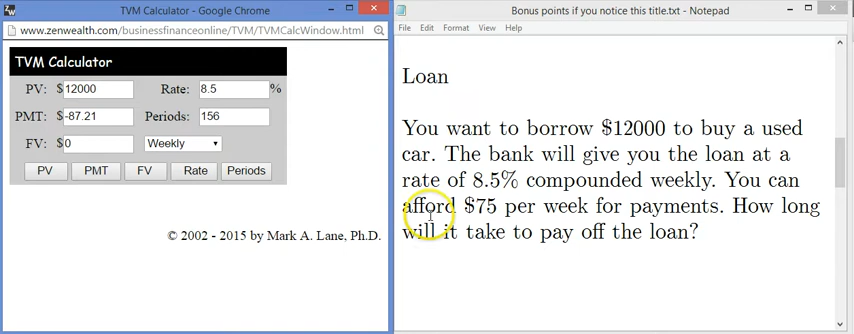 TVM Calculator - Google Chrome
www.zenwealth.com/businessfinanceonline/TVM/TVMCalcWindow.html
TVM Calculator
PV: $12000 Rate: 8.5 %
PMT: $-87.21 Periods: 156
FV: $0 Weekly
PV PMT FV Rate Periods
© 2002 - 2015 by Mark A. Lane, Ph.D.
Bonus points if you notice this title.txt - Notepad
File Edit Format View Help
Loan
You want to borrow $12000 to buy a used
car. The bank will give you the loan at a
rate of 8.5% compounded weekly. You can
afford $75 per week for payments. How long
will it take to pay off the loan?